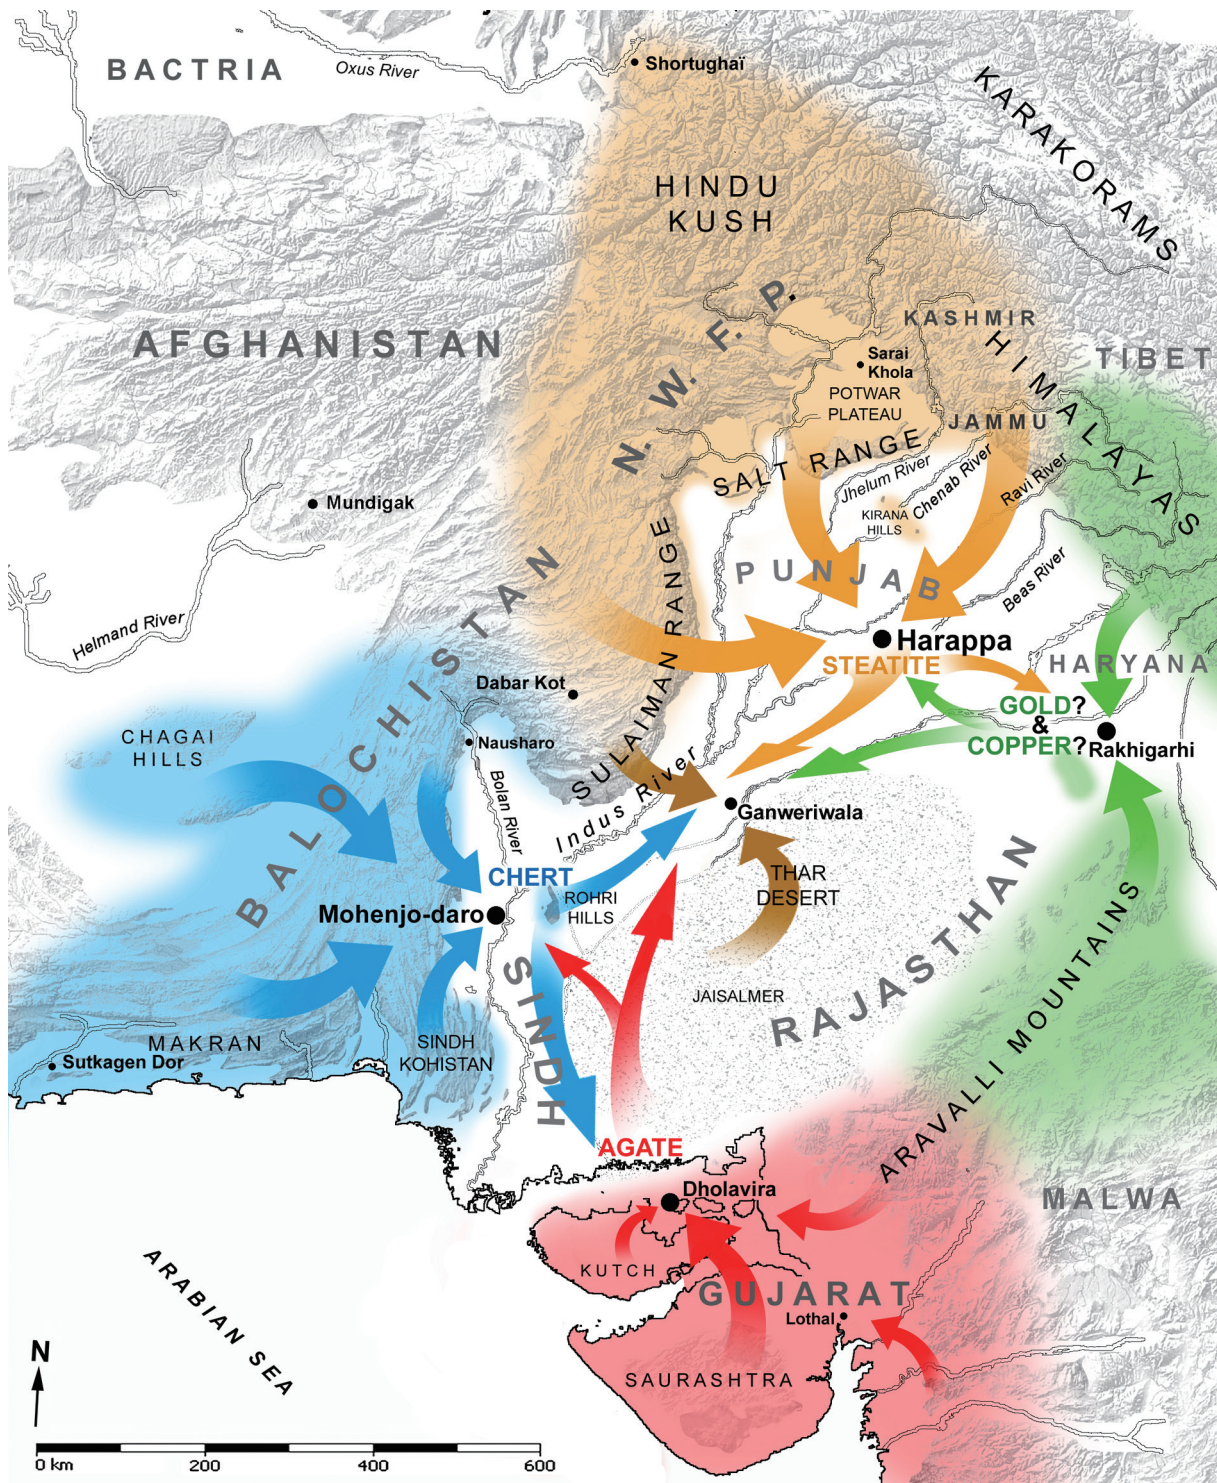 BACTRIA
Oxus River
Shortughaï
KARAKORAMS
HINDU
KUSH
N. W. F. P.
KASHMIR
HIMALAYAS
TIBET
AFGHANISTAN
Sarai
Khola
POTWAR
PLATEAU
JAMMU
SALT RANGE
Jhelum River
Chenab River
Ravi River
KIRANA
HILLS
Mundigak
Helmand River
PUNJAB
Beas River
Harappa
STEATITE
HARYANA
GOLD?
&
COPPER?
Rakhigarhi
SULAIMAN RANGE
Dabar Kot
Nausharo
CHAGAI
HILLS
BALOCHISTAN
Bolan River
Indus River
Ganweriwala
CHERT
ROHRI
HILLS
THAR
DESERT
Mohenjo-daro
SINDH
JAISALMER
RAJASTHAN
ARAVALLI MOUNTAINS
MAKRAN
Sutkagen Dor
SINDH
KOHISTAN
AGATE
Dholavira
MALWA
KUTCH
GUJARAT
Lothal
SAURASHTRA
ARABIAN SEA
N
0 km
200
400
600